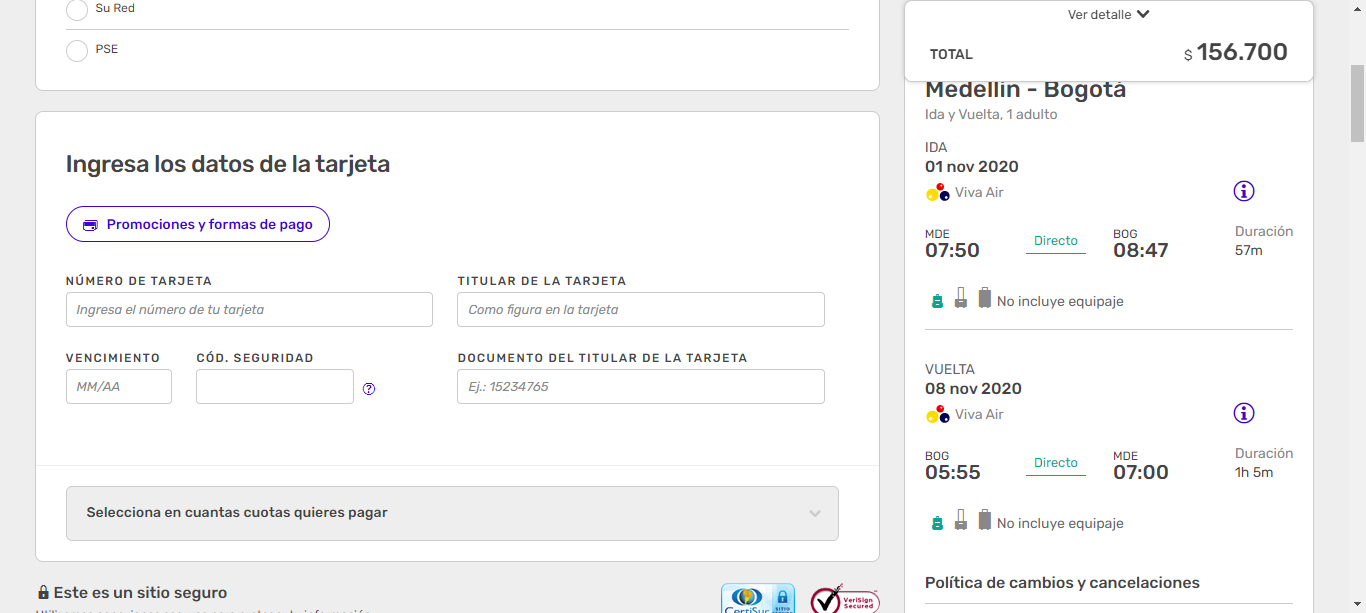 Su Red
PSE
Ingresa los datos de la tarjeta
Promociones y formas de pago
NÚMERO DE TARJETA
TITULAR DE LA TARJETA
Ingresa el número de tu tarjeta
Como figura en la tarjeta
VENCIMIENTO
CÓD. SEGURIDAD
DOCUMENTO DEL TITULAR DE LA TARJETA
MM/AA
?
Ej.: 15234765
Selecciona en cuantas cuotas quieres pagar
Este es un sitio seguro
CertiSur
VeriSign
Secured
Ver detalle
TOTAL
$ 156.700
Medellín - Bogotá
Ida y Vuelta, 1 adulto
IDA
01 nov 2020
Viva Air
MDE
07:50
Directo
BOG
08:47
Duración
57m
No incluye equipaje
VUELTA
08 nov 2020
Viva Air
BOG
05:55
Directo
MDE
07:00
Duración
1h 5m
No incluye equipaje
Política de cambios y cancelaciones